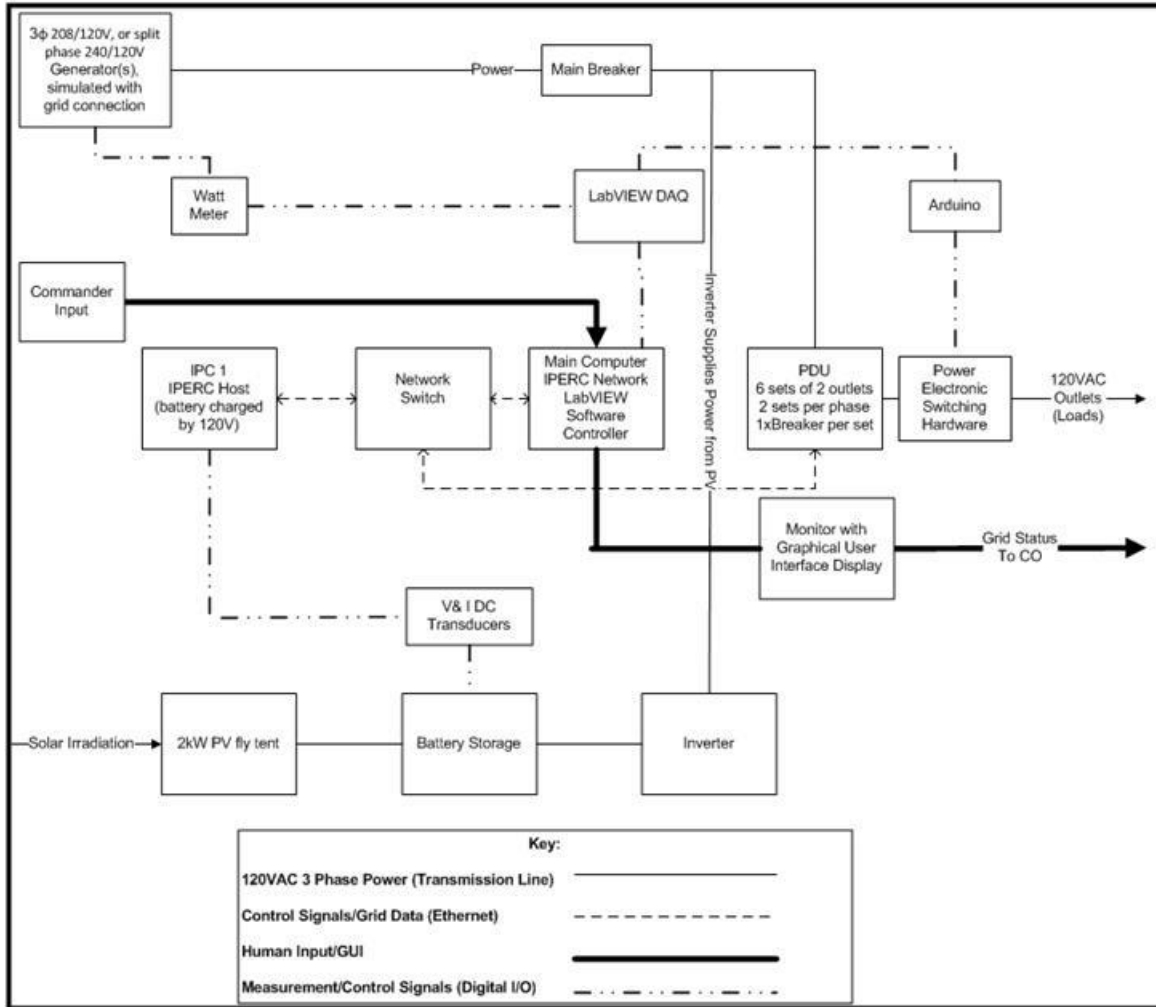 3ϕ 208/120V, or split
phase 240/120V
Generator(s),
simulated with
grid connection
Power
Main Breaker
Watt
Meter
LabVIEW DAQ
Arduino
Commander
Input
Inverter Supplies Power from PV
IPC 1
IPERC Host
(battery charged
by 120V)
Network
Switch
Main Computer
IPERC Network
LabVIEW
Software
Controller
PDU
6 sets of 2 outlets
2 sets per phase
1xBreaker per set
Power
Electronic
Switching
Hardware
120VAC
Outlets
(Loads)
Monitor with
Graphical User
Interface Display
Grid Status
To CO
V& I DC
Transducers
Solar Irradiation
2kW PV fly tent
Battery Storage
Inverter
Key:
120VAC 3 Phase Power (Transmission Line)
Control Signals/Grid Data (Ethernet)
Human Input/GUI
Measurement/Control Signals (Digital I/O)